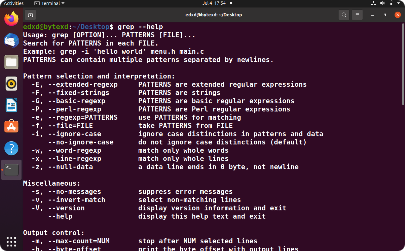 Activities Terminal Jul 4 17:54
edxd@bytexd:~/Desktop
edxd@bytexd:~/Desktop$ grep --help
Usage: grep [OPTION]... PATTERNS [FILE]...
Search for PATTERNS in each FILE.
Example: grep -i 'hello world' menu.h main.c
PATTERNS can contain multiple patterns separated by newlines.

Pattern selection and interpretation:
-E, --extended-regexp PATTERNS are extended regular expressions
-F, --fixed-strings PATTERNS are strings
-G, --basic-regexp PATTERNS are basic regular expressions
-P, --perl-regexp PATTERNS are Perl regular expressions
-e, --regexp=PATTERNS use PATTERNS for matching
-f, --file=FILE take PATTERNS from FILE
-i, --ignore-case ignore case distinctions in patterns and data
--no-ignore-case do not ignore case distinctions (default)
-w, --word-regexp match only whole words
-x, --line-regexp match only whole lines
-z, --null-data a data line ends in 0 byte, not newline

Miscellaneous:
-s, --no-messages suppress error messages
-v, --invert-match select non-matching lines
-V, --version display version information and exit
--help display this help text and exit

Output control:
-m, --max-count=NUM stop after NUM selected lines
-b, --byte-offset print the byte offset with output lines